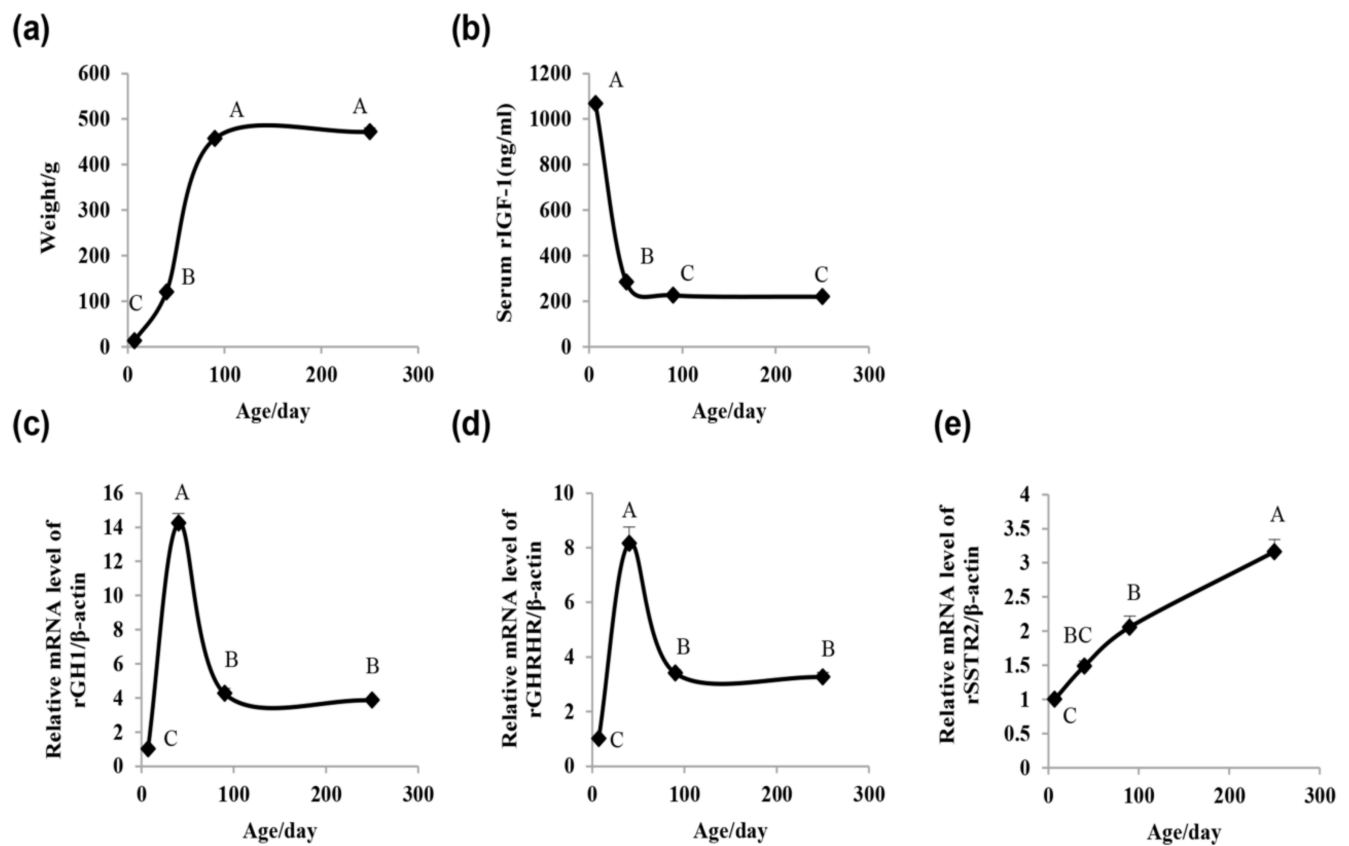 (a)
600
500
400
300
200
100
0
Weight/g
A
A
B
C
0
100
200
300
Age/day
(b)
1200
1000
800
600
400
200
0
Serum rIGF-1(ng/ml)
A
B
C
C
0
100
200
300
Age/day
(c)
16
14
12
10
8
6
4
2
0
Relative mRNA level of
rGH1/β-actin
A
B
B
C
0
100
200
300
Age/day
(d)
10
8
6
4
2
0
Relative mRNA level of
rGHRHR/β-actin
A
B
B
C
0
100
200
300
Age/day
(e)
4
3.5
3
2.5
2
1.5
1
0.5
0
Relative mRNA level of
rSSTR2/β-actin
A
B
BC
C
0
100
200
300
Age/day